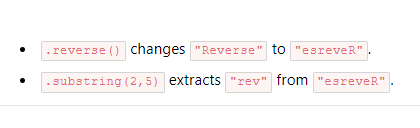 • .reverse() changes "Reverse" to "esreveR".
• .substring(2,5) extracts "rev" from "esreveR".